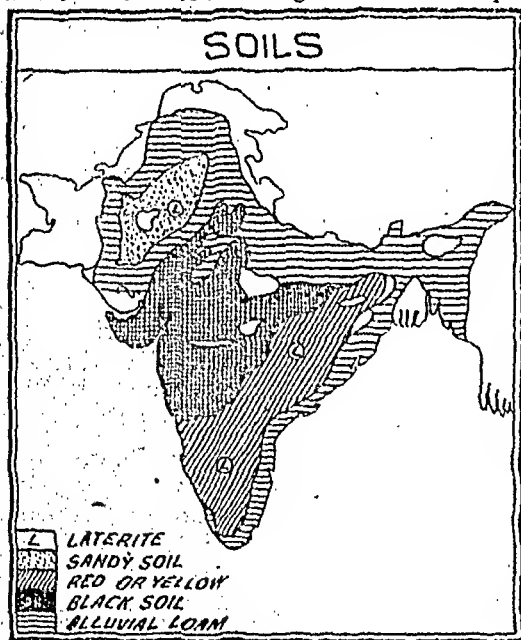 SOILS
L
L
L
L LATERITE
SANDY SOIL
RED OR YELLOW
BLACK SOIL
ALLUVIAL LOAM